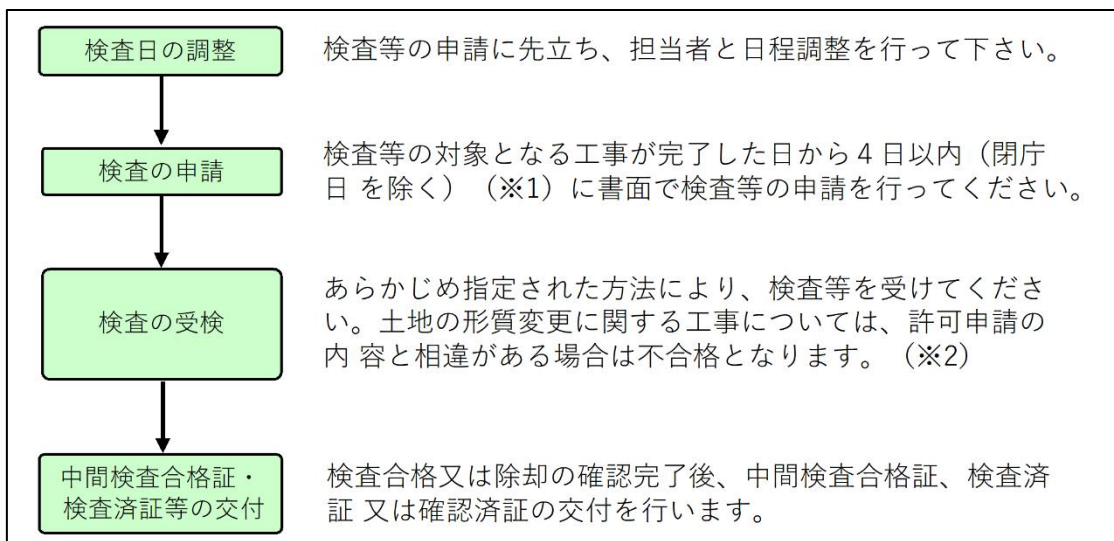 検査日の調整
検査等の申請に先立ち、担当者と日程調整を行って下さい。
検査の申請
検査等の対象となる工事が完了した日から４日以内（閉庁
日 を除く）（※1）に書面で検査等の申請を行ってください。
検査の受検
あらかじめ指定された方法により、検査等を受けてくださ
い。土地の形質変更に関する工事については、許可申請の
内 容と相違がある場合は不合格となります。（※2）
中間検査合格証・
検査済証等の交付
検査合格又は除却の確認完了後、中間検査合格証、検査済
証 又は確認済証の交付を行います。